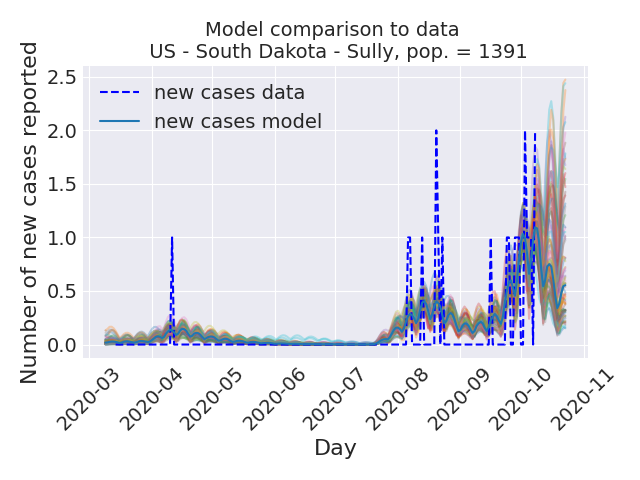 Model comparison to data
US - South Dakota - Sully, pop. = 1391
Number of new cases reported
2.5
2.0
1.5
1.0
0.5
0.0
new cases data
new cases model
2020-03
2020-04
2020-05
2020-06
2020-07
2020-08
2020-09
2020-10
2020-11
Day